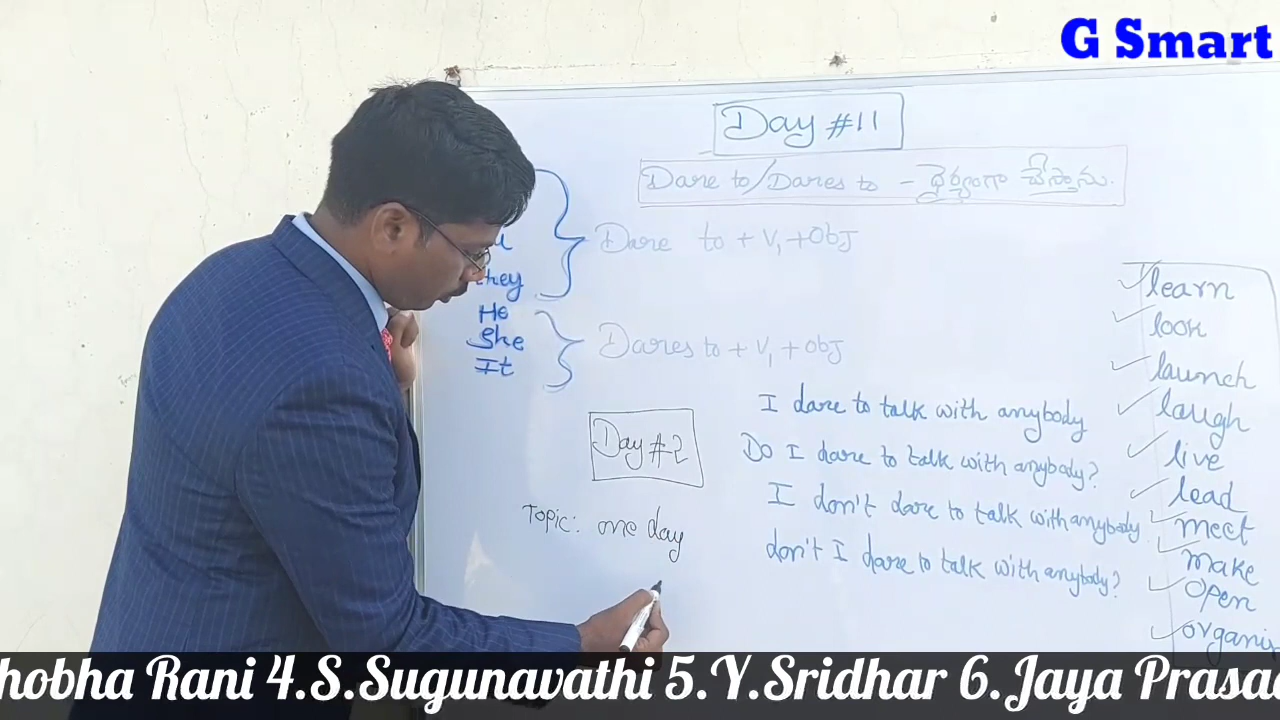 G Smart
Day #11
Dare to/Dares to - ధైర్యంగా చేస్తాను.
Dare to + V₁ + Obj
They
He
She
It
Dares to + V₁ + Obj
I dare to talk with anybody
Do I dare to talk with anybody?
I don't dare to talk with anybody
don't I dare to talk with anybody?
Day #2
Topic: one day
learn
look
launch
laugh
live
lead
meet
make
open
hobha Rani 4.S.Sugunavathi 5.Y.Sridhar 6.Jaya Prasa